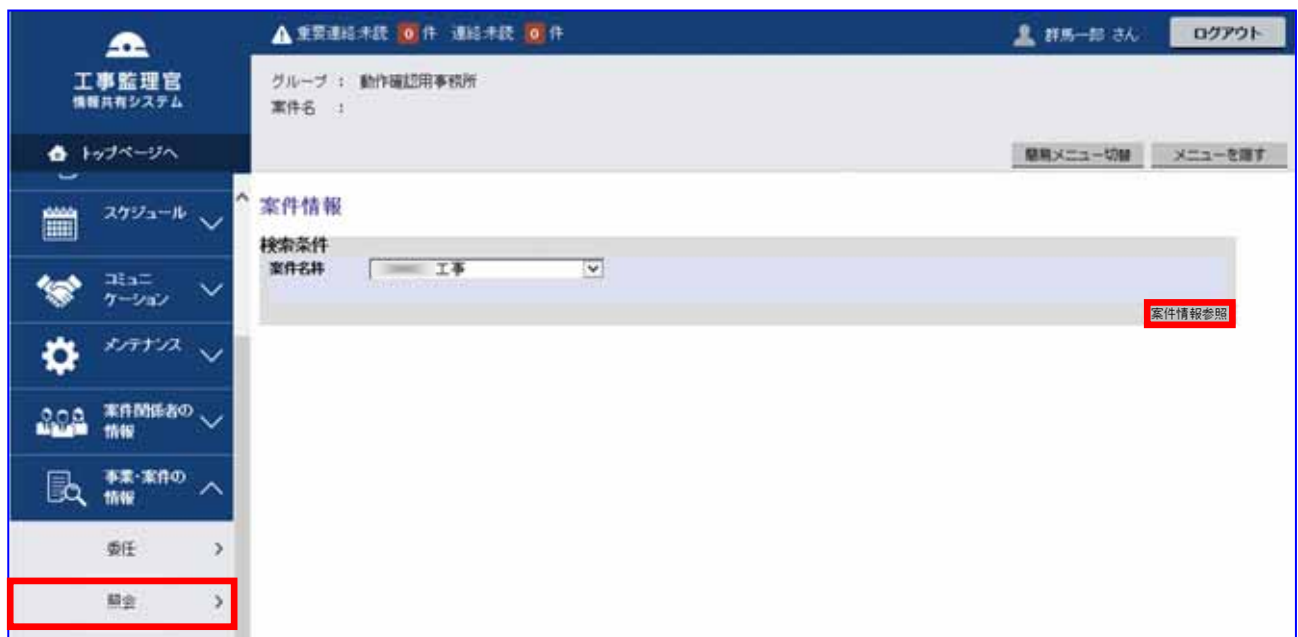 重要連絡未読 0 件 連絡未読 0 件
群馬一郎 さん
ログアウト
工事監理官
情報共有システム
グループ : 動作確認用事務所
案件名 :
トップページへ
簡易メニュー切替
メニューを隠す
スケジュール
コミュニ
ケーション
メンテナンス
案件関係者の
情報
事業・案件の
情報
委任
照会
案件情報
検索条件
案件名称
工事
案件情報参照